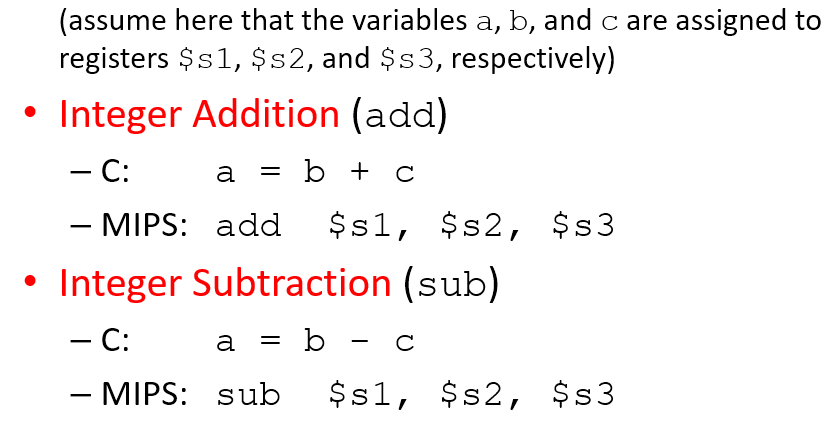 (assume here that the variables a, b, and c are assigned to
registers $s1, $s2, and $s3, respectively)
• Integer Addition (add)
– C: a = b + c
– MIPS: add $s1, $s2, $s3
• Integer Subtraction (sub)
– C: a = b - c
– MIPS: sub $s1, $s2, $s3